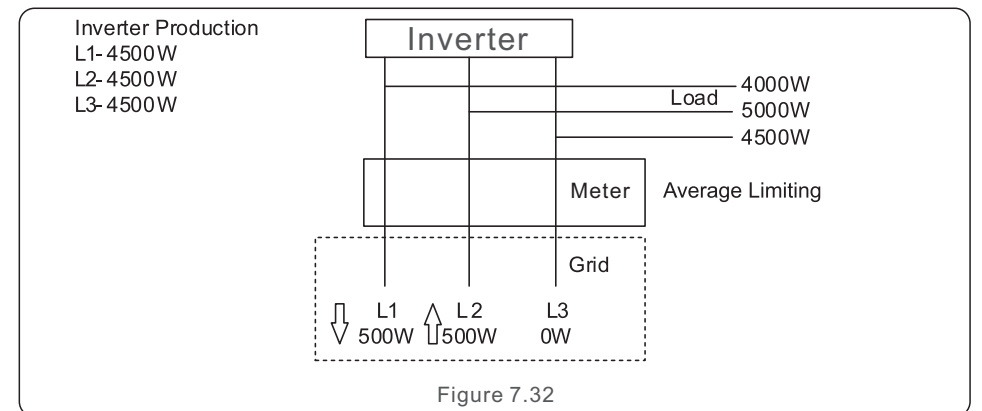 Inverter Production
L1- 4500W
L2- 4500W
L3- 4500W
Inverter
Load
4000W
5000W
4500W
Meter
Average Limiting
Grid
L1 L2 L3
500W 500W 0W
Figure 7.32